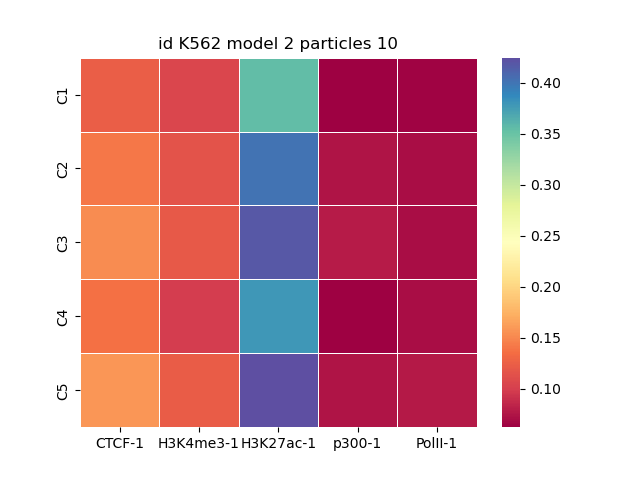 id K562 model 2 particles 10
C1
C2
C3
C4
C5
CTCF-1 H3K4me3-1 H3K27ac-1 p300-1 PolII-1
0.40
0.35
0.30
0.25
0.20
0.15
0.10